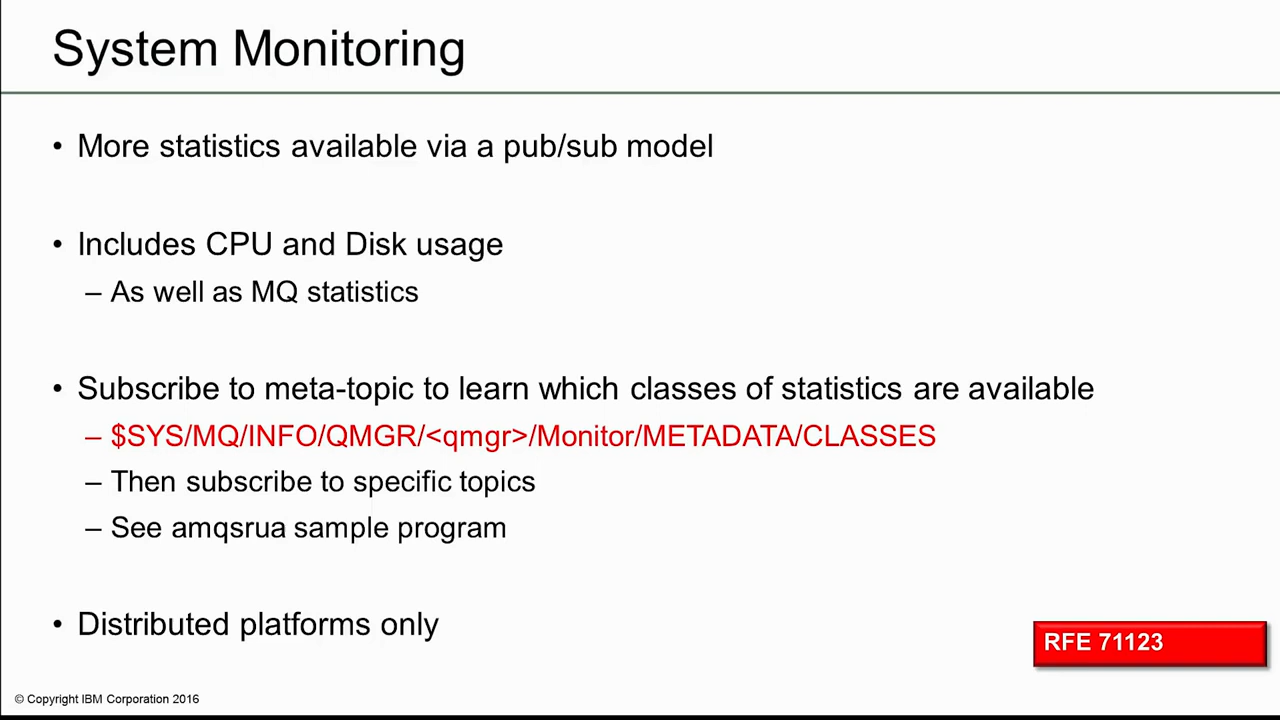 System Monitoring
• More statistics available via a pub/sub model
• Includes CPU and Disk usage
– As well as MQ statistics
• Subscribe to meta-topic to learn which classes of statistics are available
– $SYS/MQ/INFO/QMGR/<qmgr>/Monitor/METADATA/CLASSES
– Then subscribe to specific topics
– See amqsrua sample program
• Distributed platforms only
RFE 71123
© Copyright IBM Corporation 2016